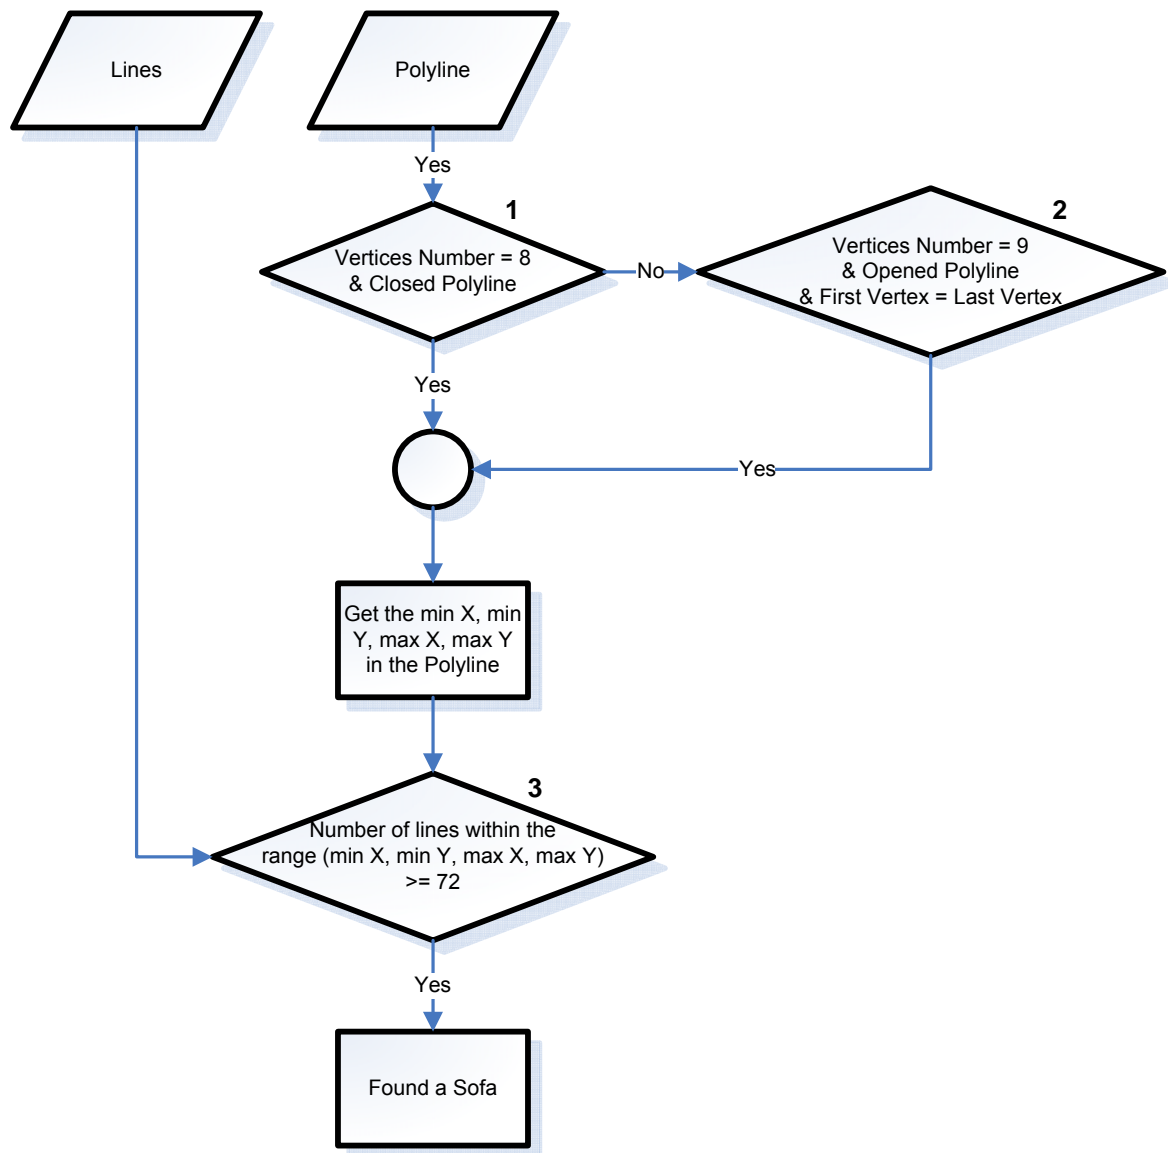 Lines
Polyline
Yes
1
Vertices Number = 8
& Closed Polyline
No
2
Vertices Number = 9
& Opened Polyline
& First Vertex = Last Vertex
Yes
Yes
Get the min X, min
Y, max X, max Y
in the Polyline
3
Number of lines within the
range (min X, min Y, max X, max Y)
>= 72
Yes
Found a Sofa